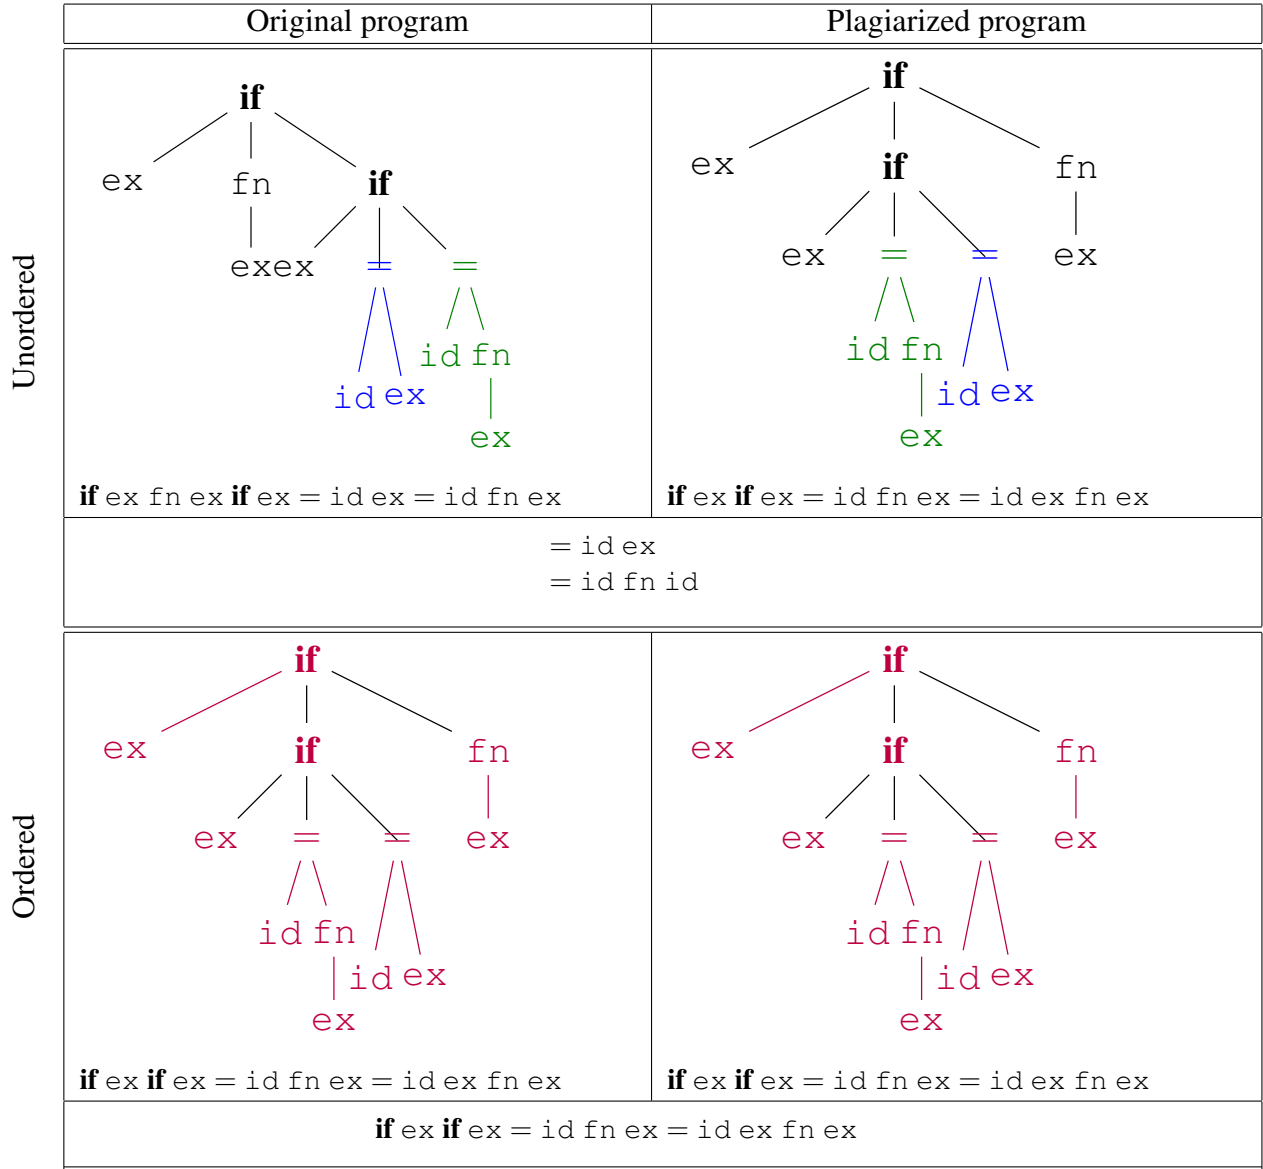 Original program Plagiarized program
Unordered
if
ex fn if
ex ex = =
id fn
id ex
ex
if ex fn ex if ex = id ex = id fn ex
if
ex if fn
ex = = ex
id fn
id ex
ex
if ex if ex = id fn ex = id ex fn ex
= id ex
= id fn id
Ordered
if
ex if fn
ex = = ex
id fn
id ex
ex
if ex if ex = id fn ex = id ex fn ex
if
ex if fn
ex = = ex
id fn
id ex
ex
if ex if ex = id fn ex = id ex fn ex
if ex if ex = id fn ex = id ex fn ex